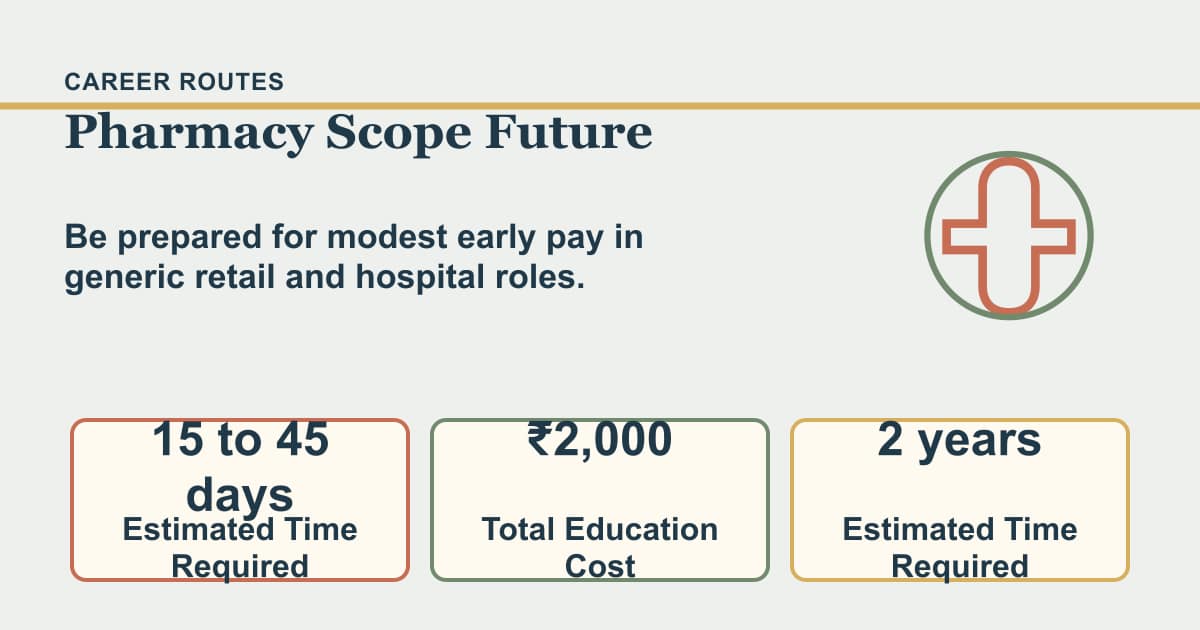 CAREER ROUTES
Pharmacy Scope Future
Be prepared for modest early pay in
generic retail and hospital roles.
15 to 45
days
Estimated Time
Required
₹2,000
Total Education
Cost
2 years
Estimated Time
Required